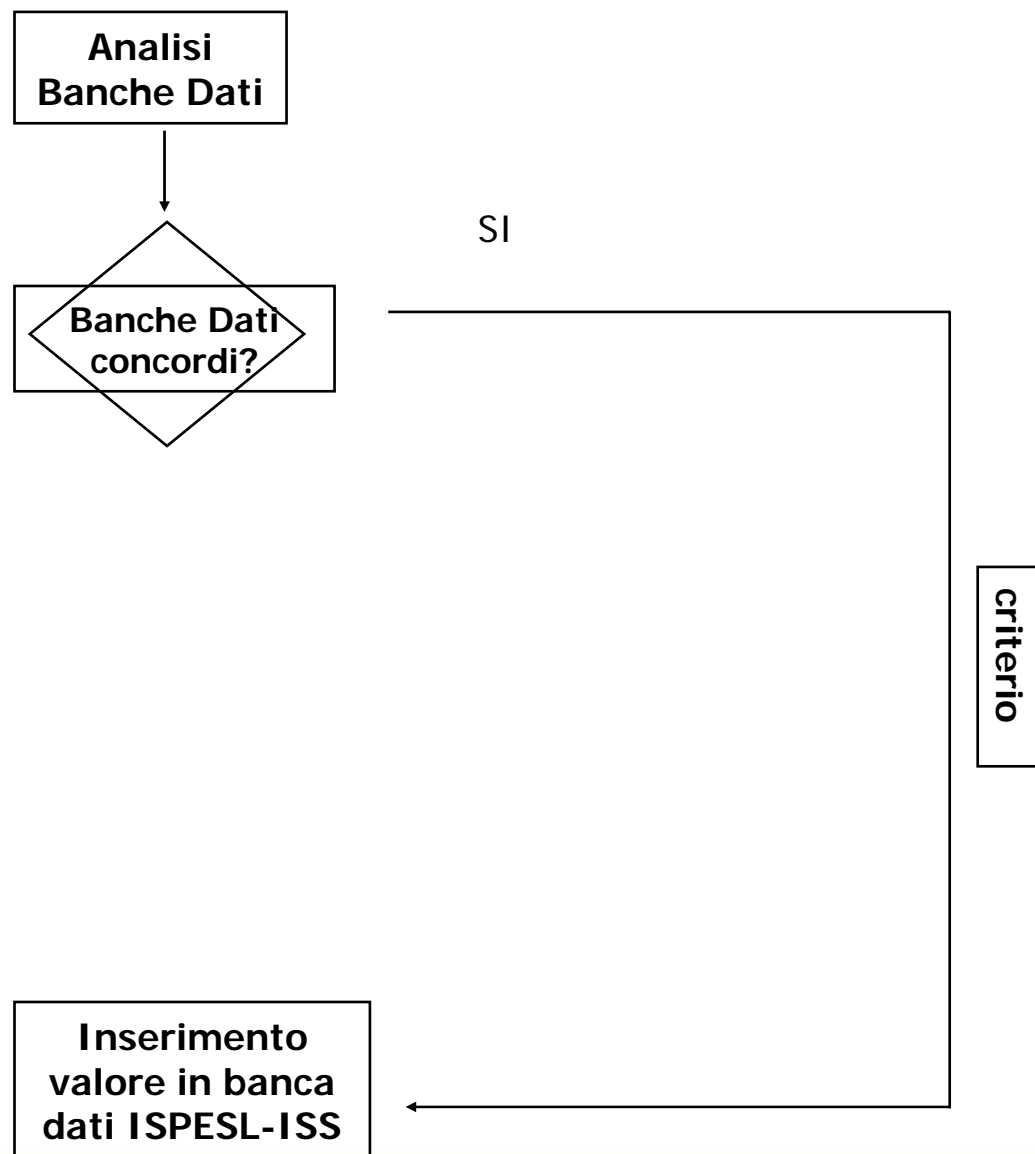 Analisi
Banche Dati
SI
Banche Dati
concordi?
criterio
Inserimento
valore in banca
dati ISPESL-ISS